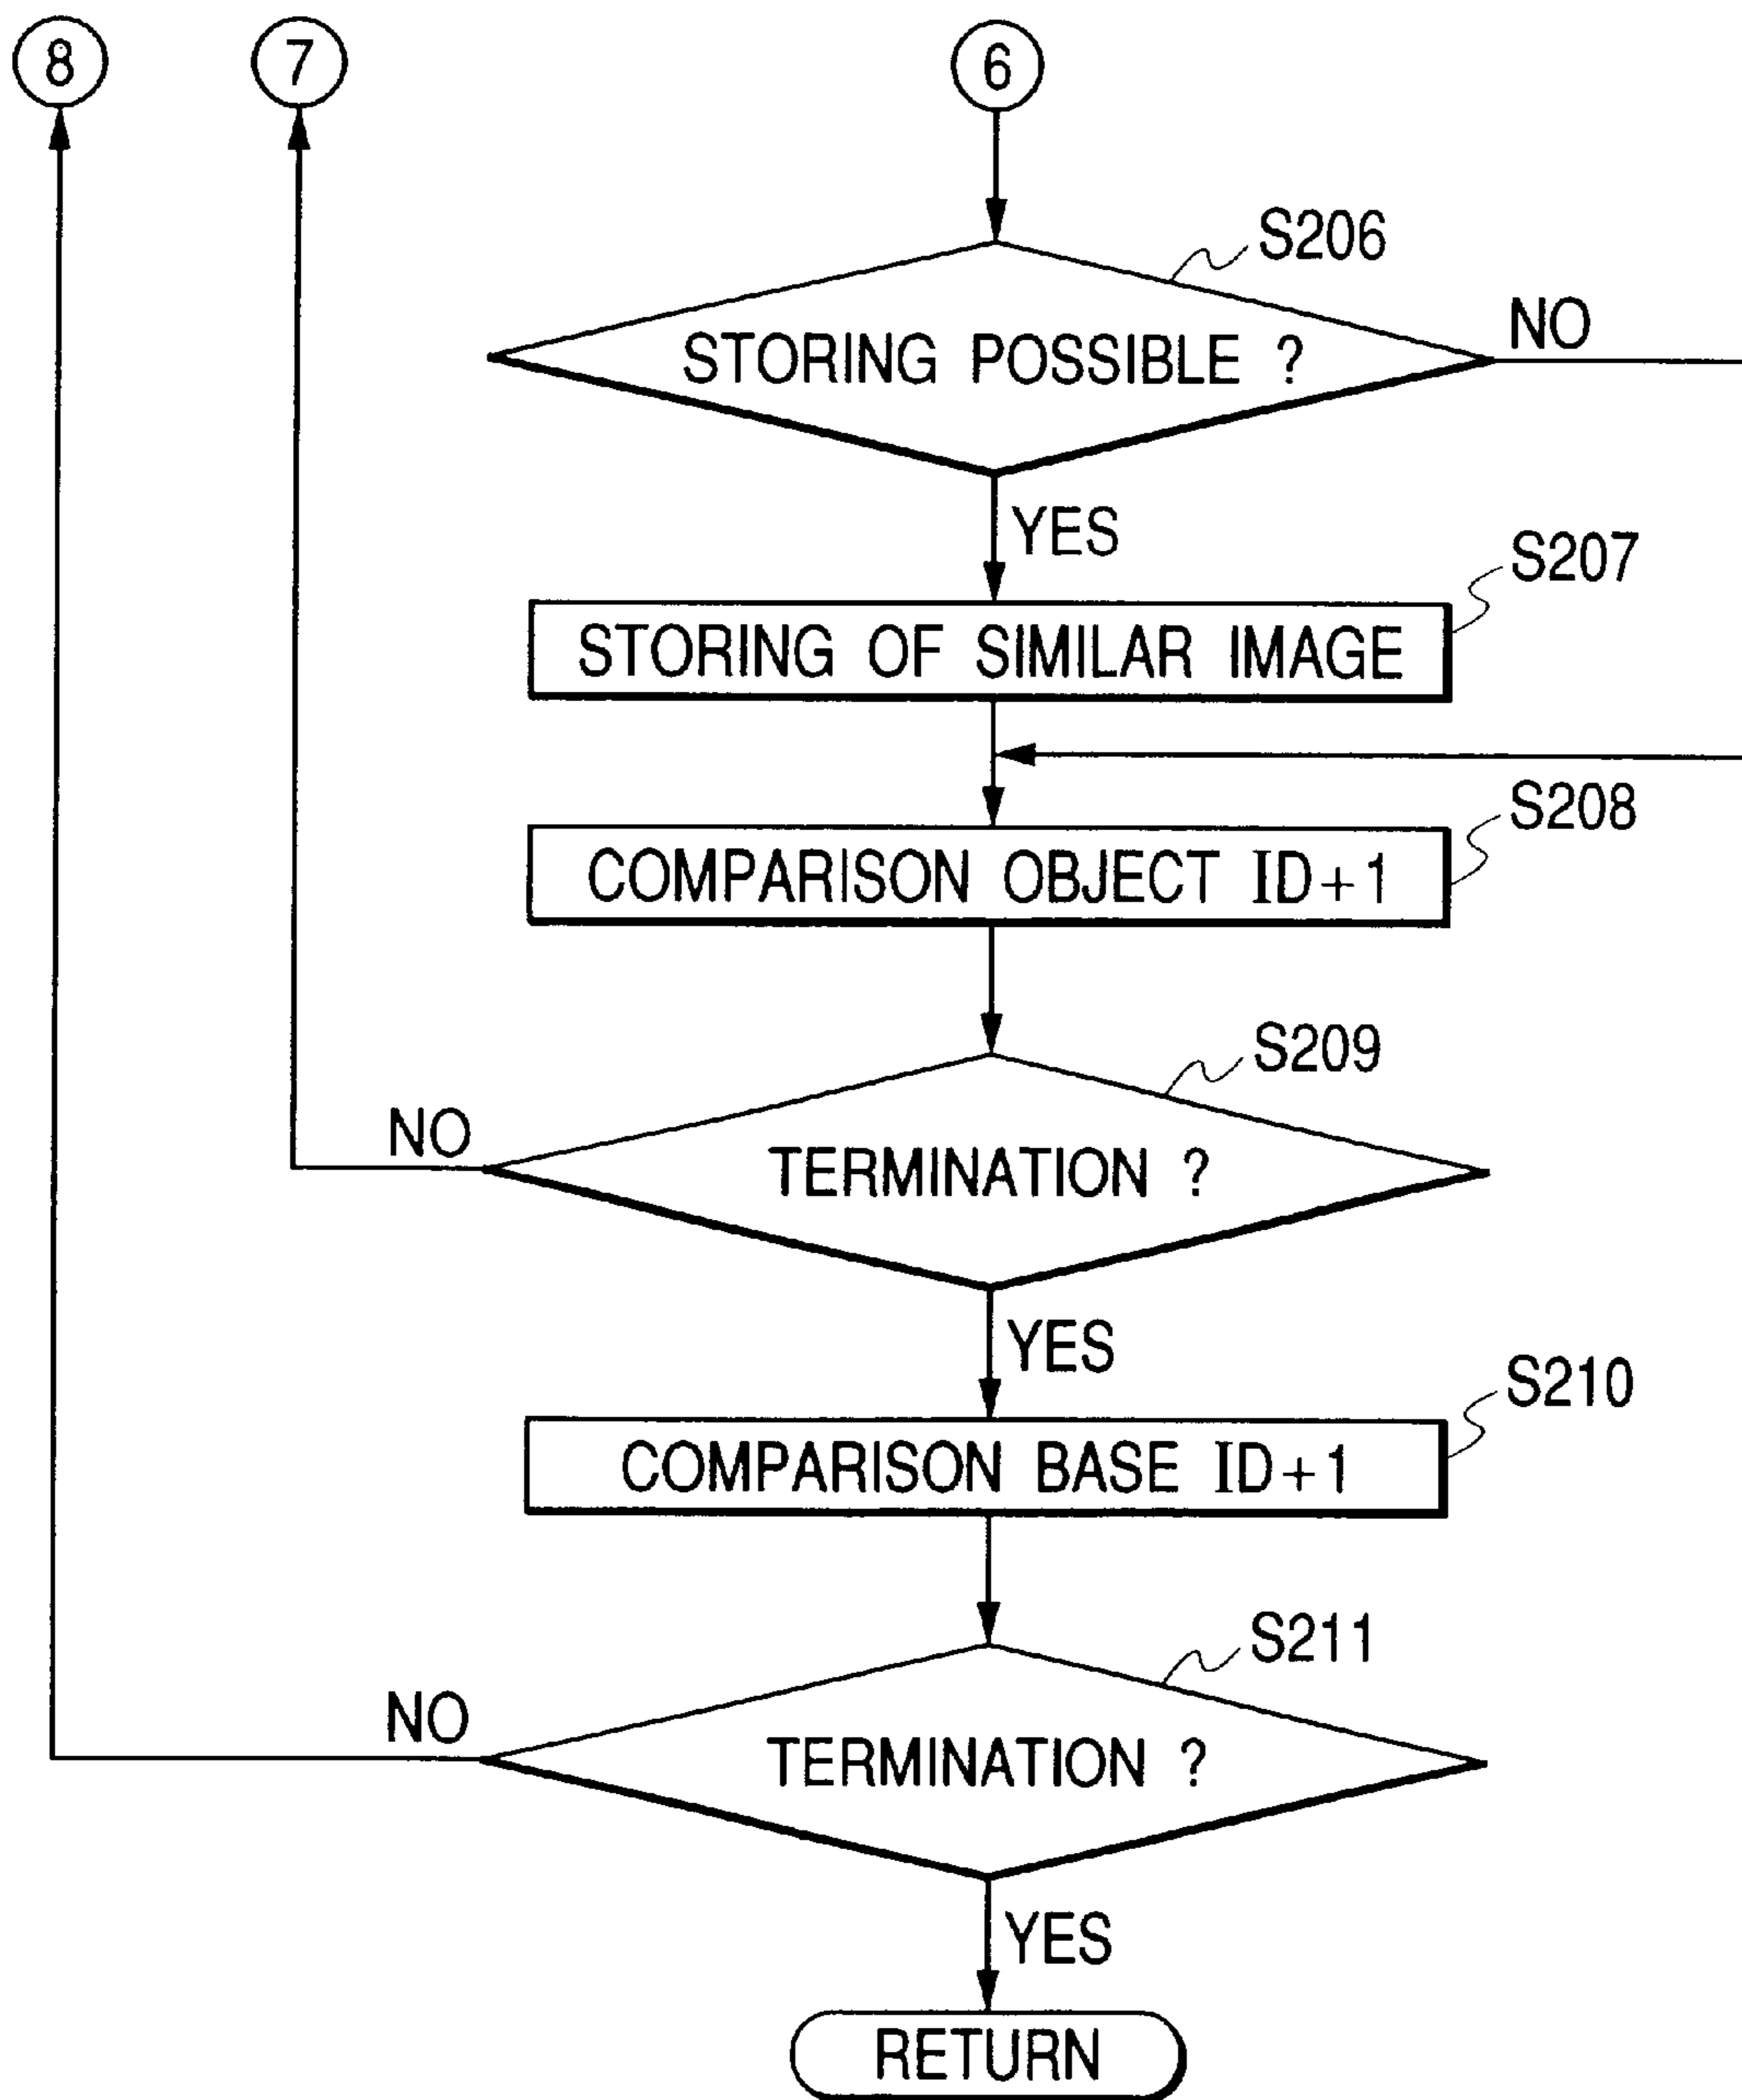 8
7
6
S206
STORING POSSIBLE ?
NO
YES
S207
STORING OF SIMILAR IMAGE
S208
COMPARISON OBJECT ID+1
S209
NO
TERMINATION ?
YES
S210
COMPARISON BASE ID+1
S211
NO
TERMINATION ?
YES
RETURN